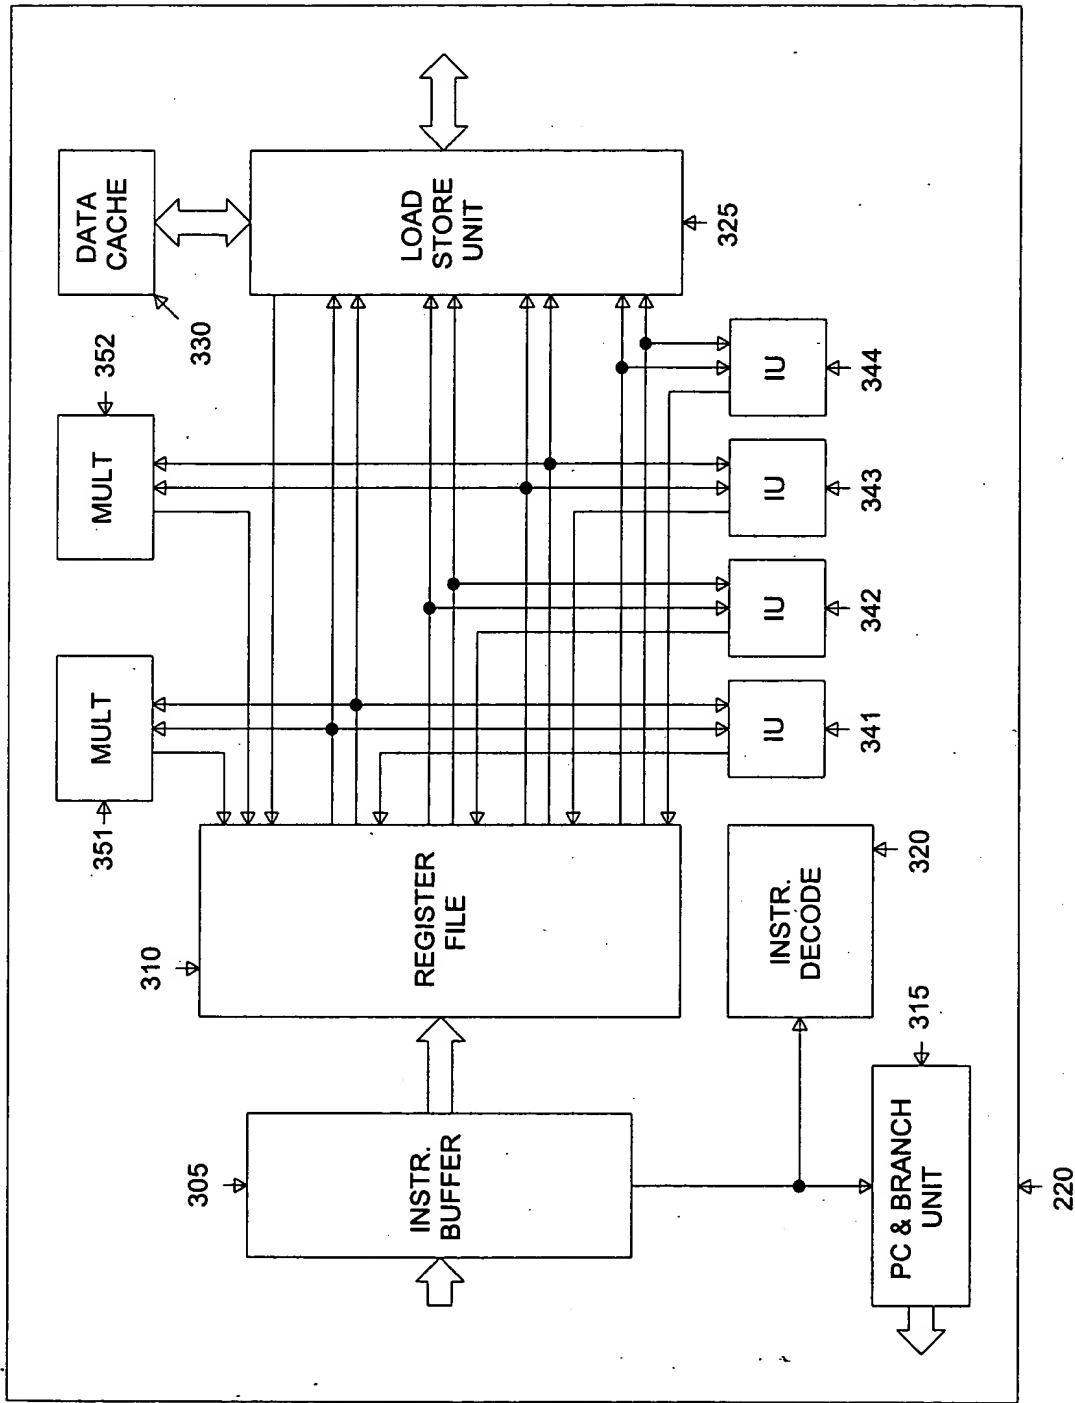 DATA
CACHE
330
MULT
352
MULT
351
LOAD
STORE
UNIT
325
REGISTER
FILE
310
IU
344
IU
343
IU
342
IU
341
INSTR.
DECODE
320
INSTR.
BUFFER
305
PC & BRANCH
UNIT
315
220